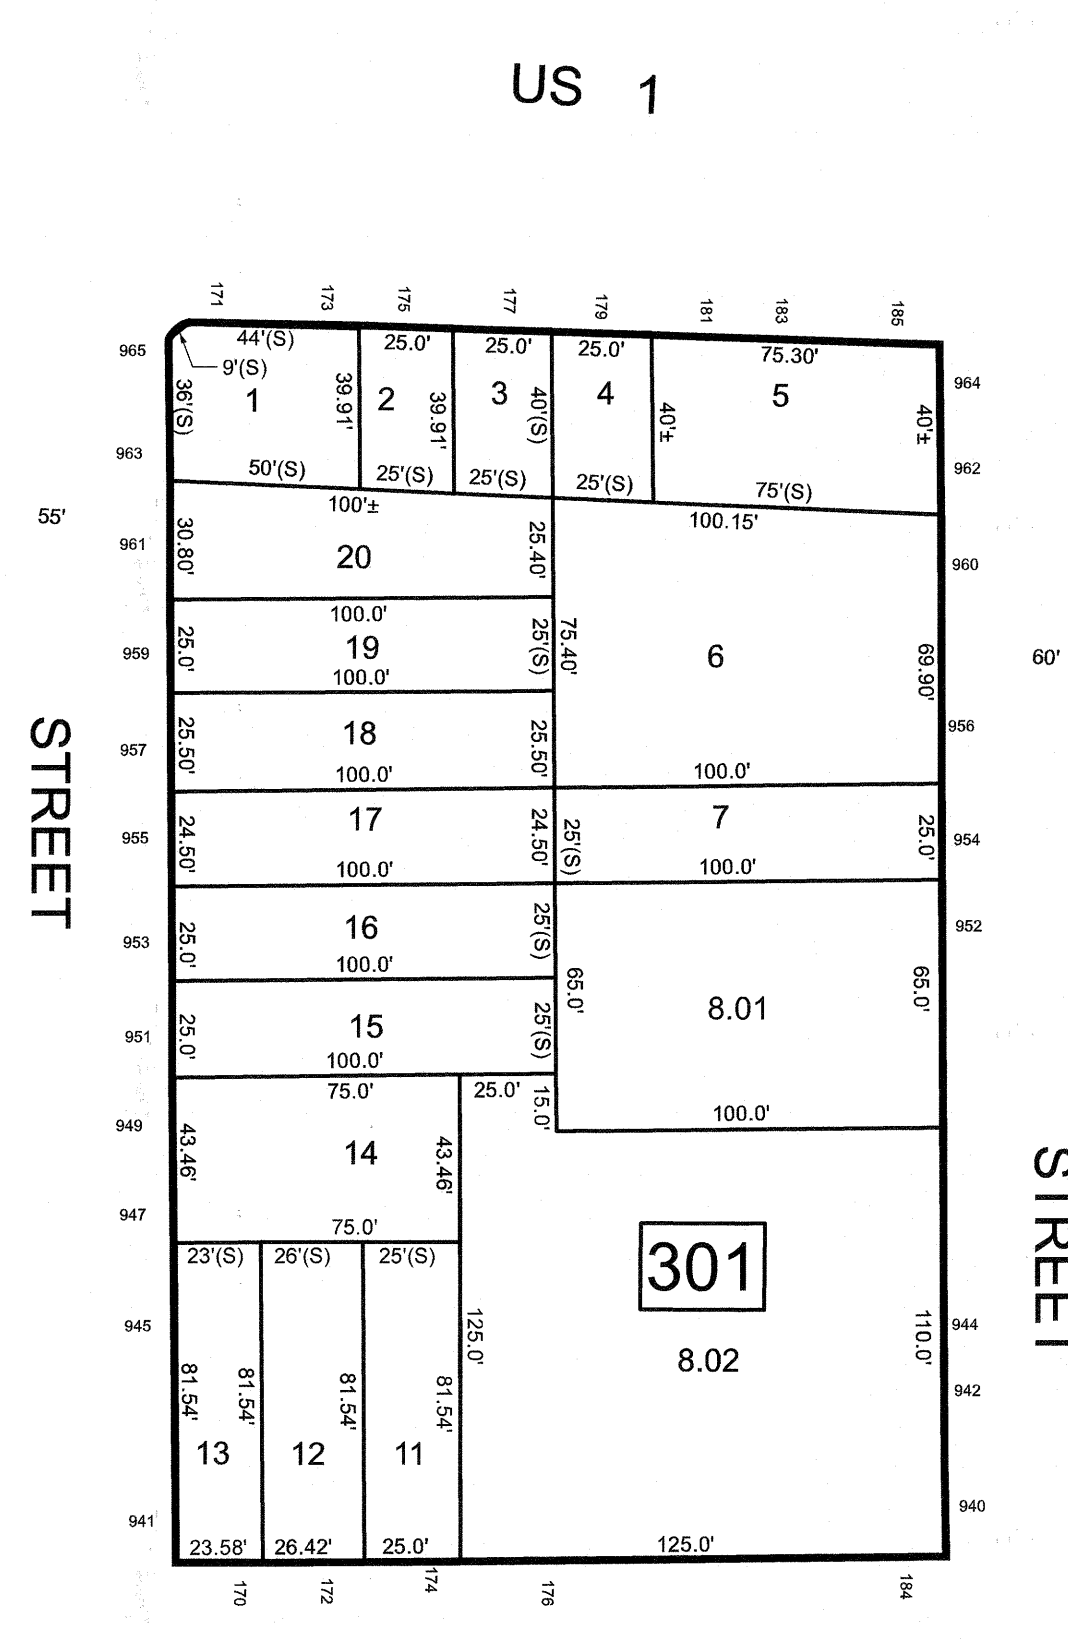 US 1
171 173 175 177 179 181 183 185
965 44'(S) 25.0' 25.0' 25.0' 75.30'
9'(S)
36'(S) 1 39.91' 2 39.91' 3 40'(S) 4 40'± 5 40'± 964
963 50'(S) 25'(S) 25'(S) 25'(S) 75'(S) 962
55' 100'± 100.15'
961 30.80' 20 25.40' 960
100.0'
959 25.0' 19 25'(S) 75.40' 6 69.90' 60'
100.0'
STREET
957 25.50' 18 25.50' 956
100.0' 100.0'
955 24.50' 17 24.50' 25'(S) 7 25.0' 954
100.0' 100.0'
953 25.0' 16 25'(S) 952
100.0'
951 25.0' 15 25'(S) 65.0' 8.01 65.0'
100.0'
75.0' 25.0' 15.0' 100.0'
949 43.46' 14 43.46'
STREET
947 75.0'
23'(S) 26'(S) 25'(S) 301
945 125.0' 110.0' 944
8.02
81.54' 81.54' 81.54' 81.54' 942
13 12 11
941 940
23.58' 26.42' 25.0' 125.0'
170 172 174 176 184